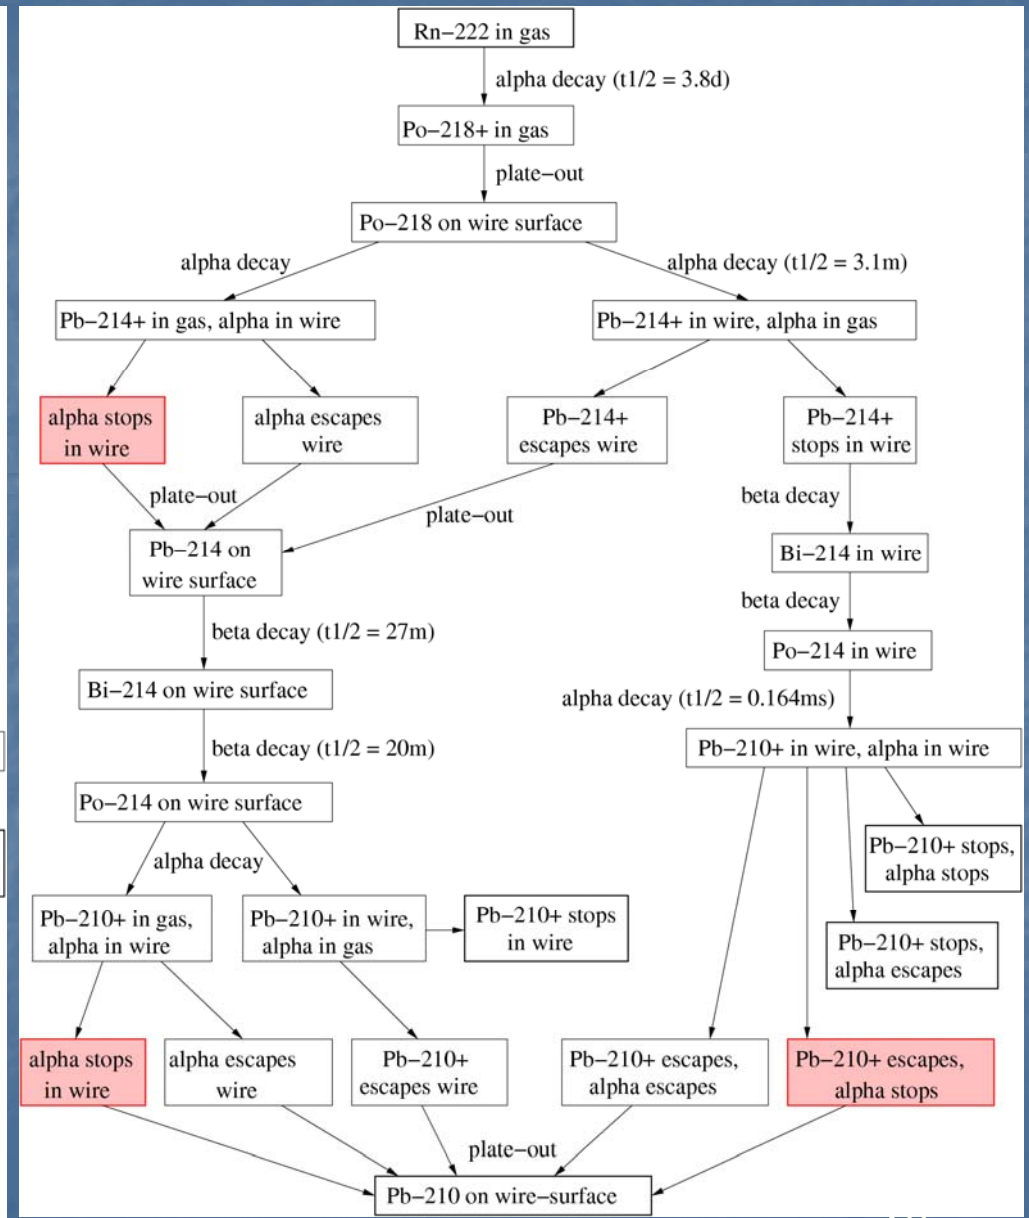 Rn−222 in gas
alpha decay (t1/2 = 3.8d)
Po−218+ in gas
plate−out
Po−218 on wire surface
alpha decay
alpha decay (t1/2 = 3.1m)
Pb−214+ in gas, alpha in wire
Pb−214+ in wire, alpha in gas
alpha stops
in wire
alpha escapes
wire
Pb−214+
escapes wire
Pb−214+
stops in wire
plate−out
plate−out
beta decay
Pb−214 on
wire surface
Bi−214 in wire
beta decay (t1/2 = 27m)
beta decay
Bi−214 on wire surface
Po−214 in wire
beta decay (t1/2 = 20m)
alpha decay (t1/2 = 0.164ms)
Po−214 on wire surface
Pb−210+ in wire, alpha in wire
alpha decay
Pb−210+ stops,
alpha stops
Pb−210+ in gas,
alpha in wire
Pb−210+ in wire,
alpha in gas
Pb−210+ stops
in wire
Pb−210+ stops,
alpha escapes
alpha stops
in wire
alpha escapes
wire
Pb−210+
escapes wire
Pb−210+ escapes,
alpha escapes
Pb−210+ escapes,
alpha stops
plate−out
Pb−210 on wire−surface